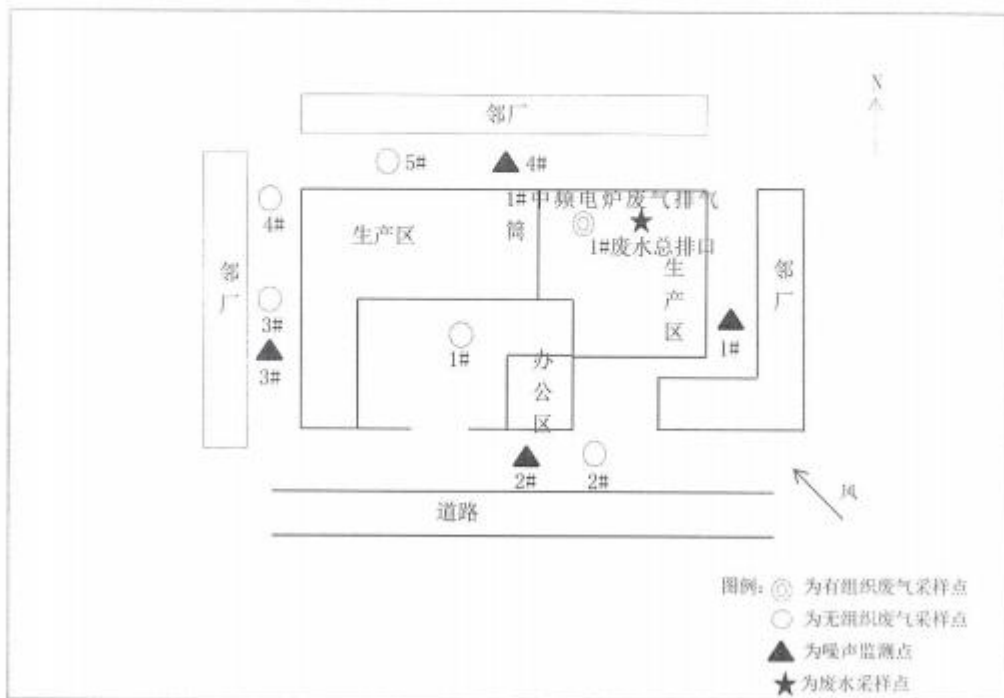 N
邻厂
5#
4#
1#中频电炉废气排气
筒
4#
生产区
1#废水总排口
邻厂
生产区
邻厂
3#
3#
1#
1#
办公区
2#
2#
道路
风
图例:
为有组织废气采样点
为无组织废气采样点
为噪声监测点
为废水采样点